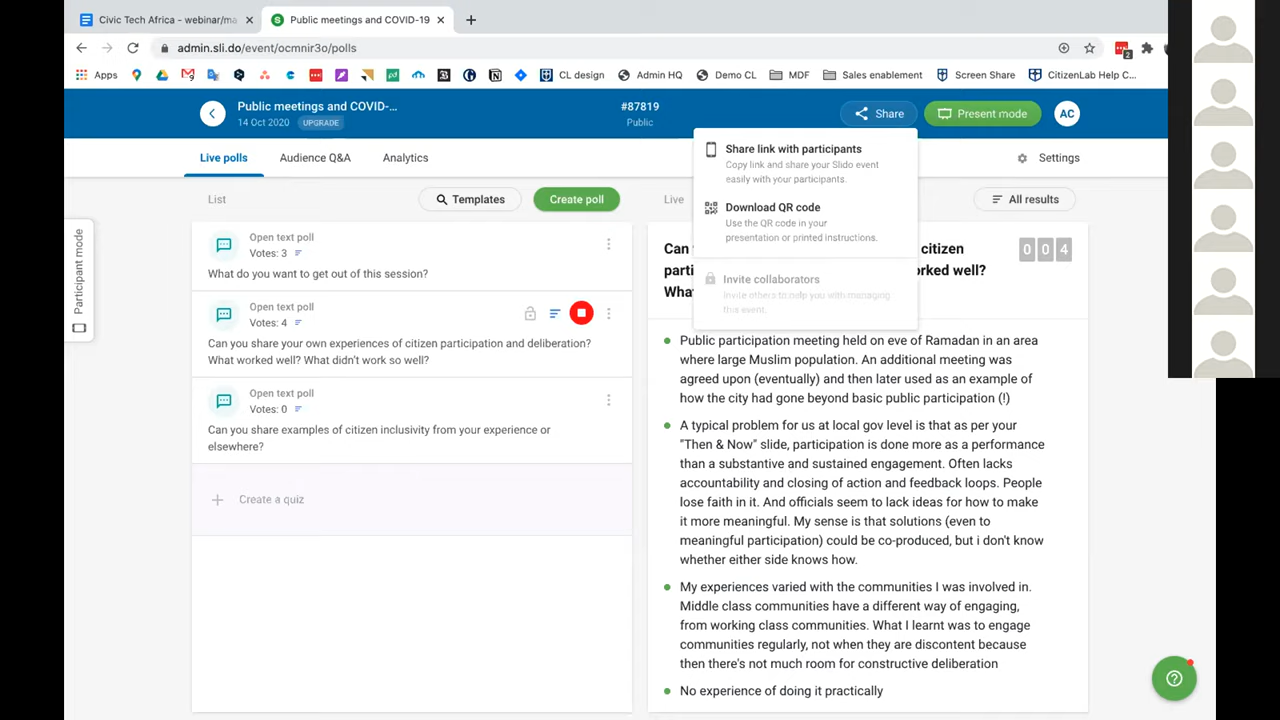 Civic Tech Africa - webinar/ma
Public meetings and COVID-19
admin.sli.do/event/ocmnir3o/polls
2
Apps
CL design
Admin HQ
Demo CL
MDF
Sales enablement
Screen Share
CitizenLab Help C...
Public meetings and COVID-...
14 Oct 2020 UPGRADE
#87819
Public
Share
Present mode
AC
Live polls
Audience Q&A
Analytics
Settings
Share link with participants
Copy link and share your Slido event
easily with your participants.
Download QR code
Use the QR code in your
presentation or printed instructions.
Invite collaborators
Invite others to help you with managing
this event.
Participant mode
List
Templates
Create poll
Open text poll
Votes: 3
What do you want to get out of this session?
Open text poll
Votes: 4
Can you share your own experiences of citizen participation and deliberation?
What worked well? What didn't work so well?
Open text poll
Votes: 0
Can you share examples of citizen inclusivity from your experience or
elsewhere?
Create a quiz
Live
All results
Can citizen
parti rked well?
What
0 0 4
Public participation meeting held on eve of Ramadan in an area
where large Muslim population. An additional meeting was
agreed upon (eventually) and then later used as an example of
how the city had gone beyond basic public participation (!)
A typical problem for us at local gov level is that as per your
"Then & Now" slide, participation is done more as a performance
than a substantive and sustained engagement. Often lacks
accountability and closing of action and feedback loops. People
lose faith in it. And officials seem to lack ideas for how to make
it more meaningful. My sense is that solutions (even to
meaningful participation) could be co-produced, but i don't know
whether either side knows how.
My experiences varied with the communities I was involved in.
Middle class communities have a different way of engaging,
from working class communities. What I learnt was to engage
communities regularly, not when they are discontent because
then there's not much room for constructive deliberation
No experience of doing it practically